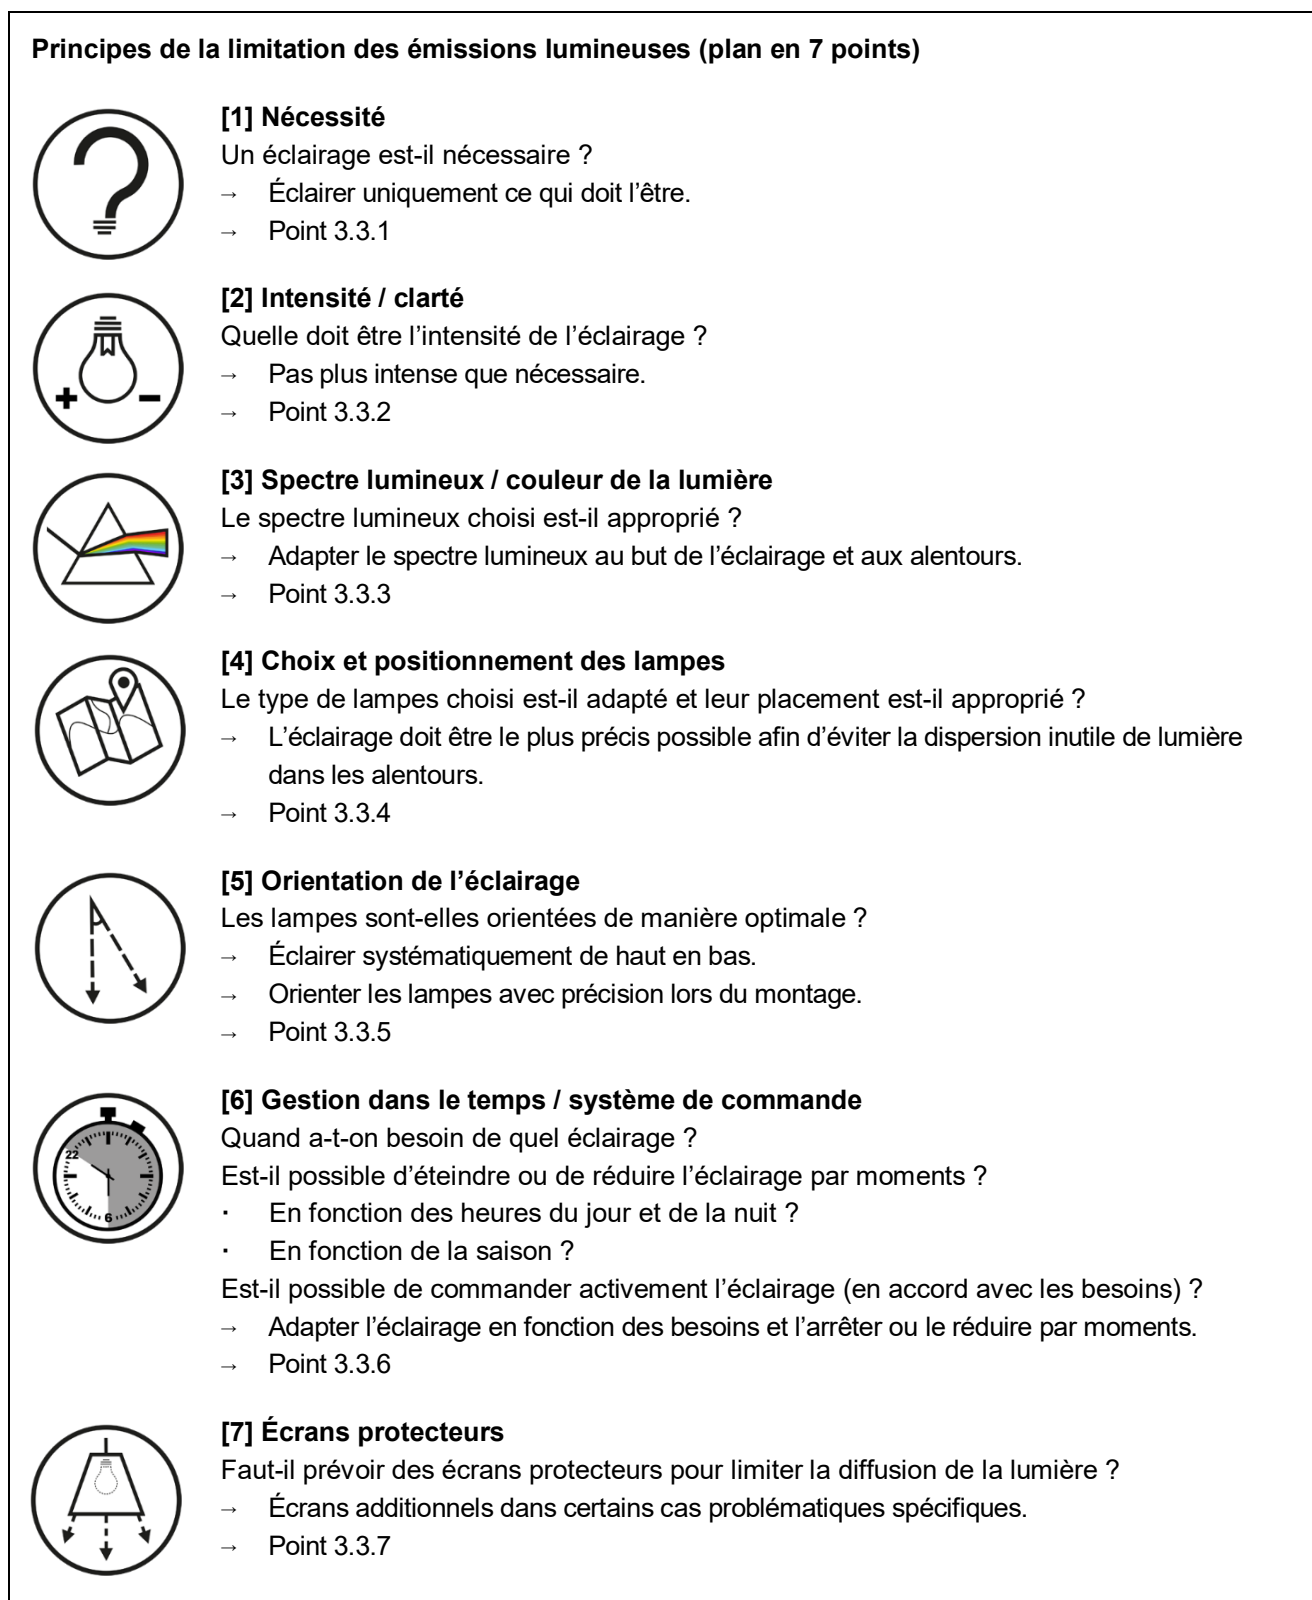 Principes de la limitation des émissions lumineuses (plan en 7 points)
[1] Nécessité
Un éclairage est-il nécessaire ?
→ Éclairer uniquement ce qui doit l’être.
→ Point 3.3.1
[2] Intensité / clarté
Quelle doit être l’intensité de l’éclairage ?
→ Pas plus intense que nécessaire.
→ Point 3.3.2
[3] Spectre lumineux / couleur de la lumière
Le spectre lumineux choisi est-il approprié ?
→ Adapter le spectre lumineux au but de l’éclairage et aux alentours.
→ Point 3.3.3
[4] Choix et positionnement des lampes
Le type de lampes choisi est-il adapté et leur placement est-il approprié ?
→ L’éclairage doit être le plus précis possible afin d’éviter la dispersion inutile de lumière
dans les alentours.
→ Point 3.3.4
[5] Orientation de l’éclairage
Les lampes sont-elles orientées de manière optimale ?
→ Éclairer systématiquement de haut en bas.
→ Orienter les lampes avec précision lors du montage.
→ Point 3.3.5
22
6
[6] Gestion dans le temps / système de commande
Quand a-t-on besoin de quel éclairage ?
Est-il possible d’éteindre ou de réduire l’éclairage par moments ?
· En fonction des heures du jour et de la nuit ?
· En fonction de la saison ?
Est-il possible de commander activement l’éclairage (en accord avec les besoins) ?
→ Adapter l’éclairage en fonction des besoins et l’arrêter ou le réduire par moments.
→ Point 3.3.6
[7] Écrans protecteurs
Faut-il prévoir des écrans protecteurs pour limiter la diffusion de la lumière ?
→ Écrans additionnels dans certains cas problématiques spécifiques.
→ Point 3.3.7